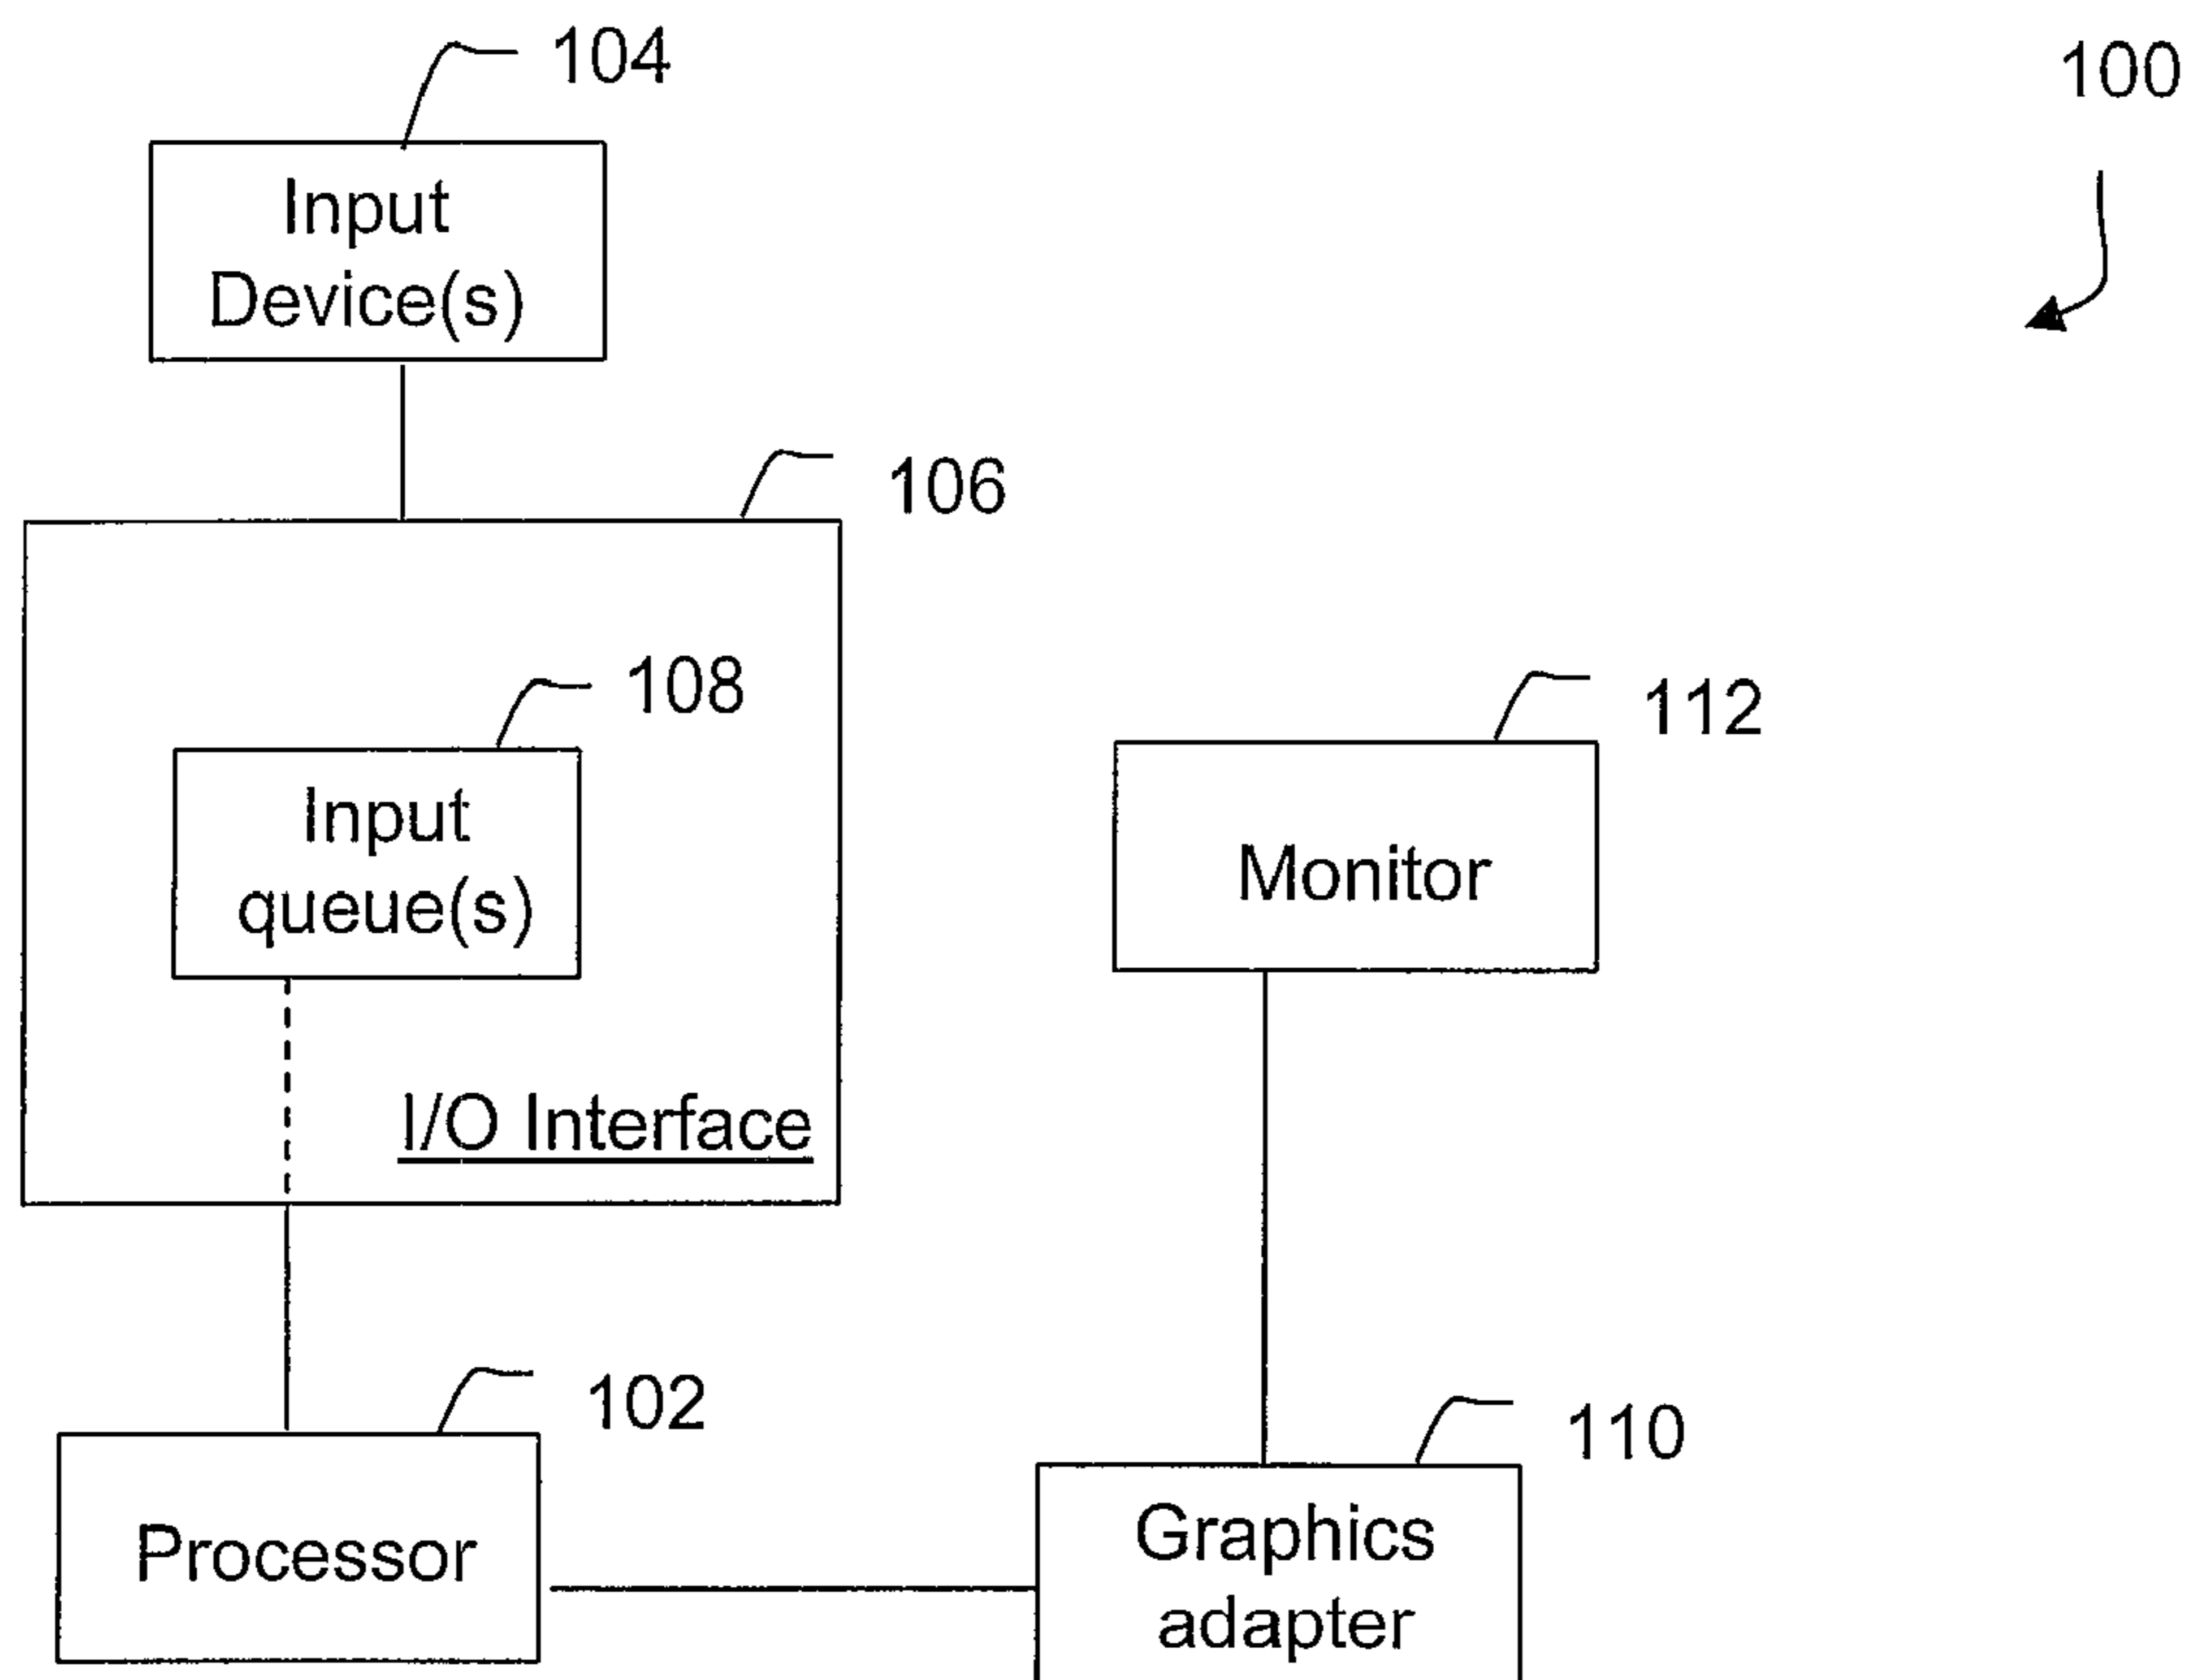 104
100
Input
Device(s)
106
108
Input
queue(s)
112
Monitor
I/O Interface
102
Processor
110
Graphics
adapter